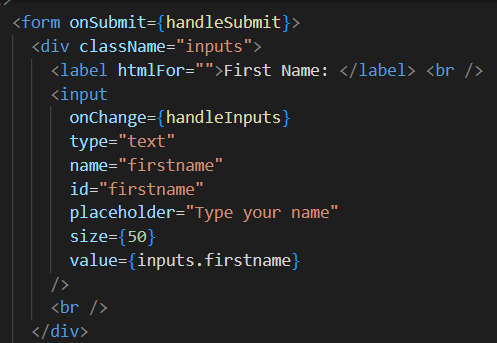 <form onSubmit={handleSubmit}>
<div className="inputs">
<label htmlFor="">First Name: </label> <br />
<input
onChange={handleInputs}
type="text"
name="firstname"
id="firstname"
placeholder="Type your name"
size={50}
value={inputs.firstname}
/>
<br />
</div>